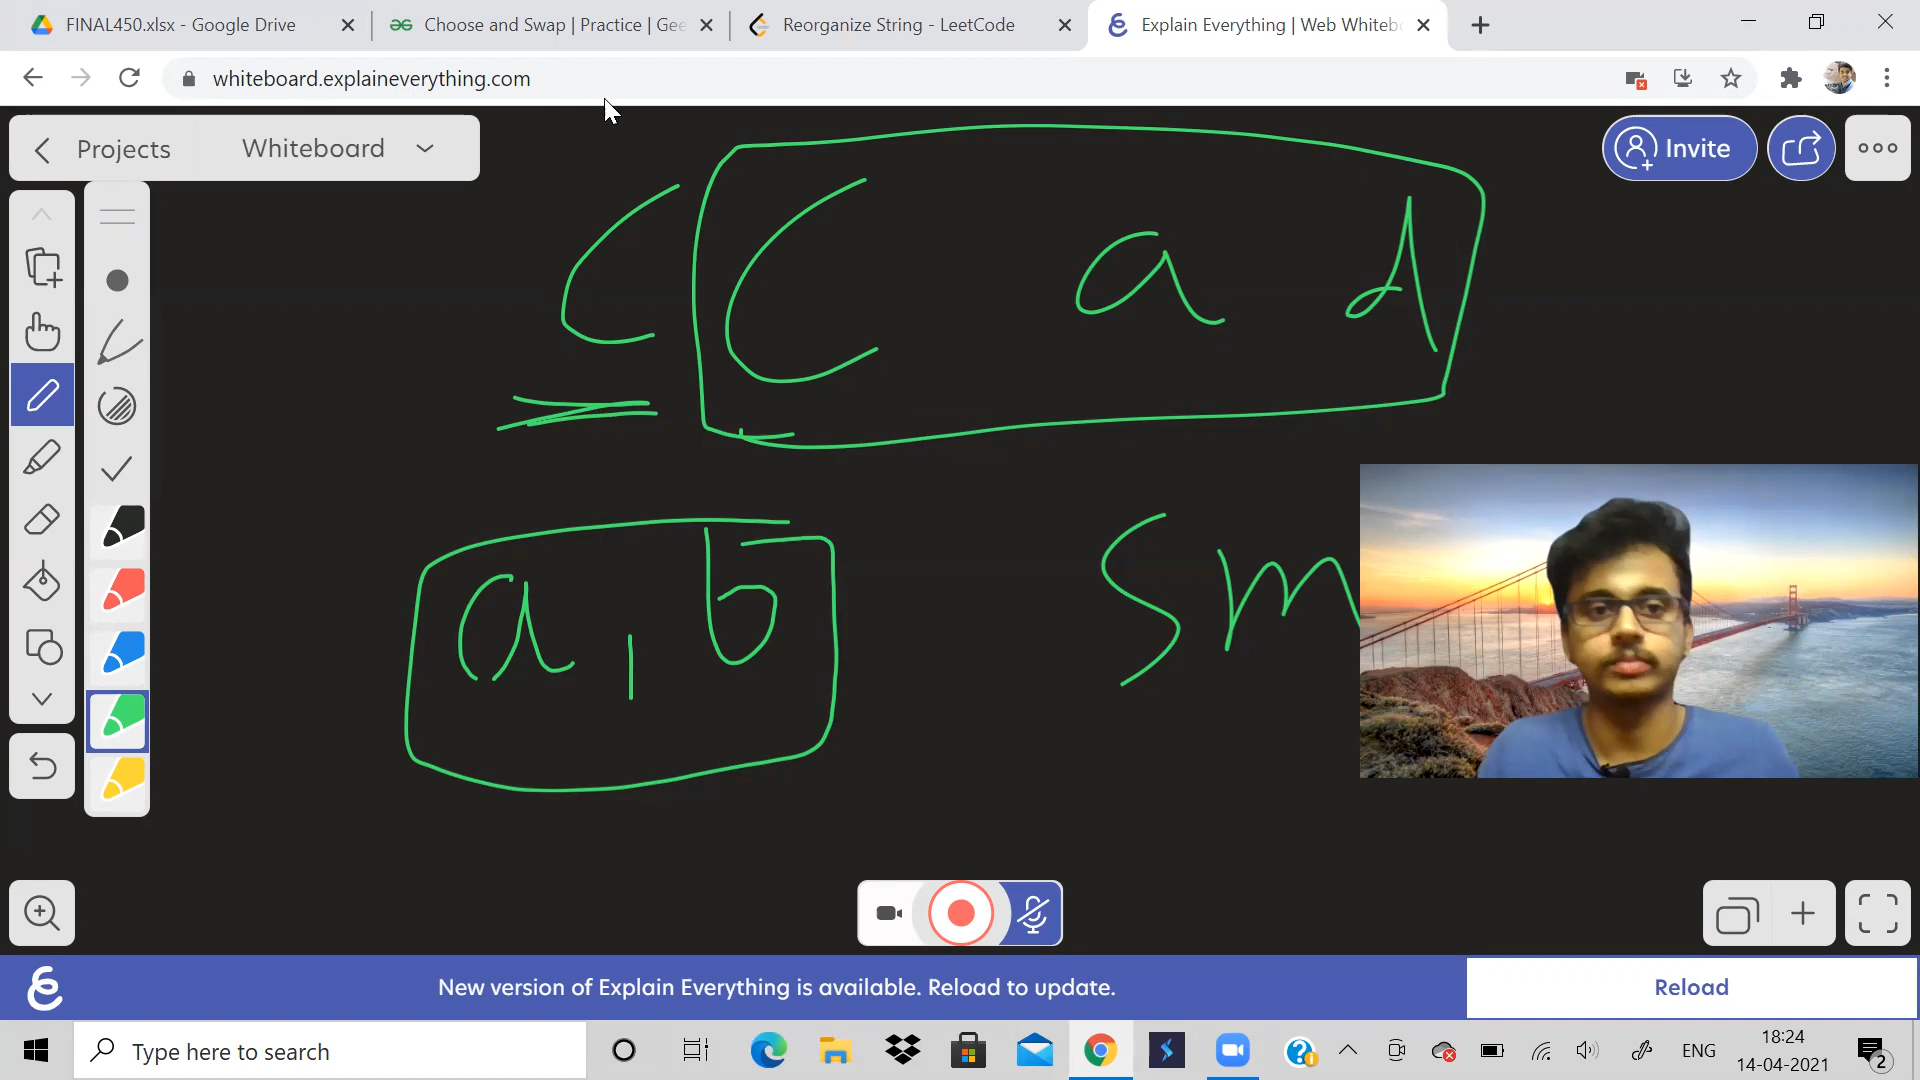 FINAL450.xlsx - Google Drive
Choose and Swap | Practice | Gee
Reorganize String - LeetCode
Explain Everything | Web Whitebo
whiteboard.explaineverything.com
Projects
Whiteboard
Invite
C C a d
a , b
Sm
New version of Explain Everything is available. Reload to update.
Reload
Type here to search
ENG
18:24
14-04-2021
2